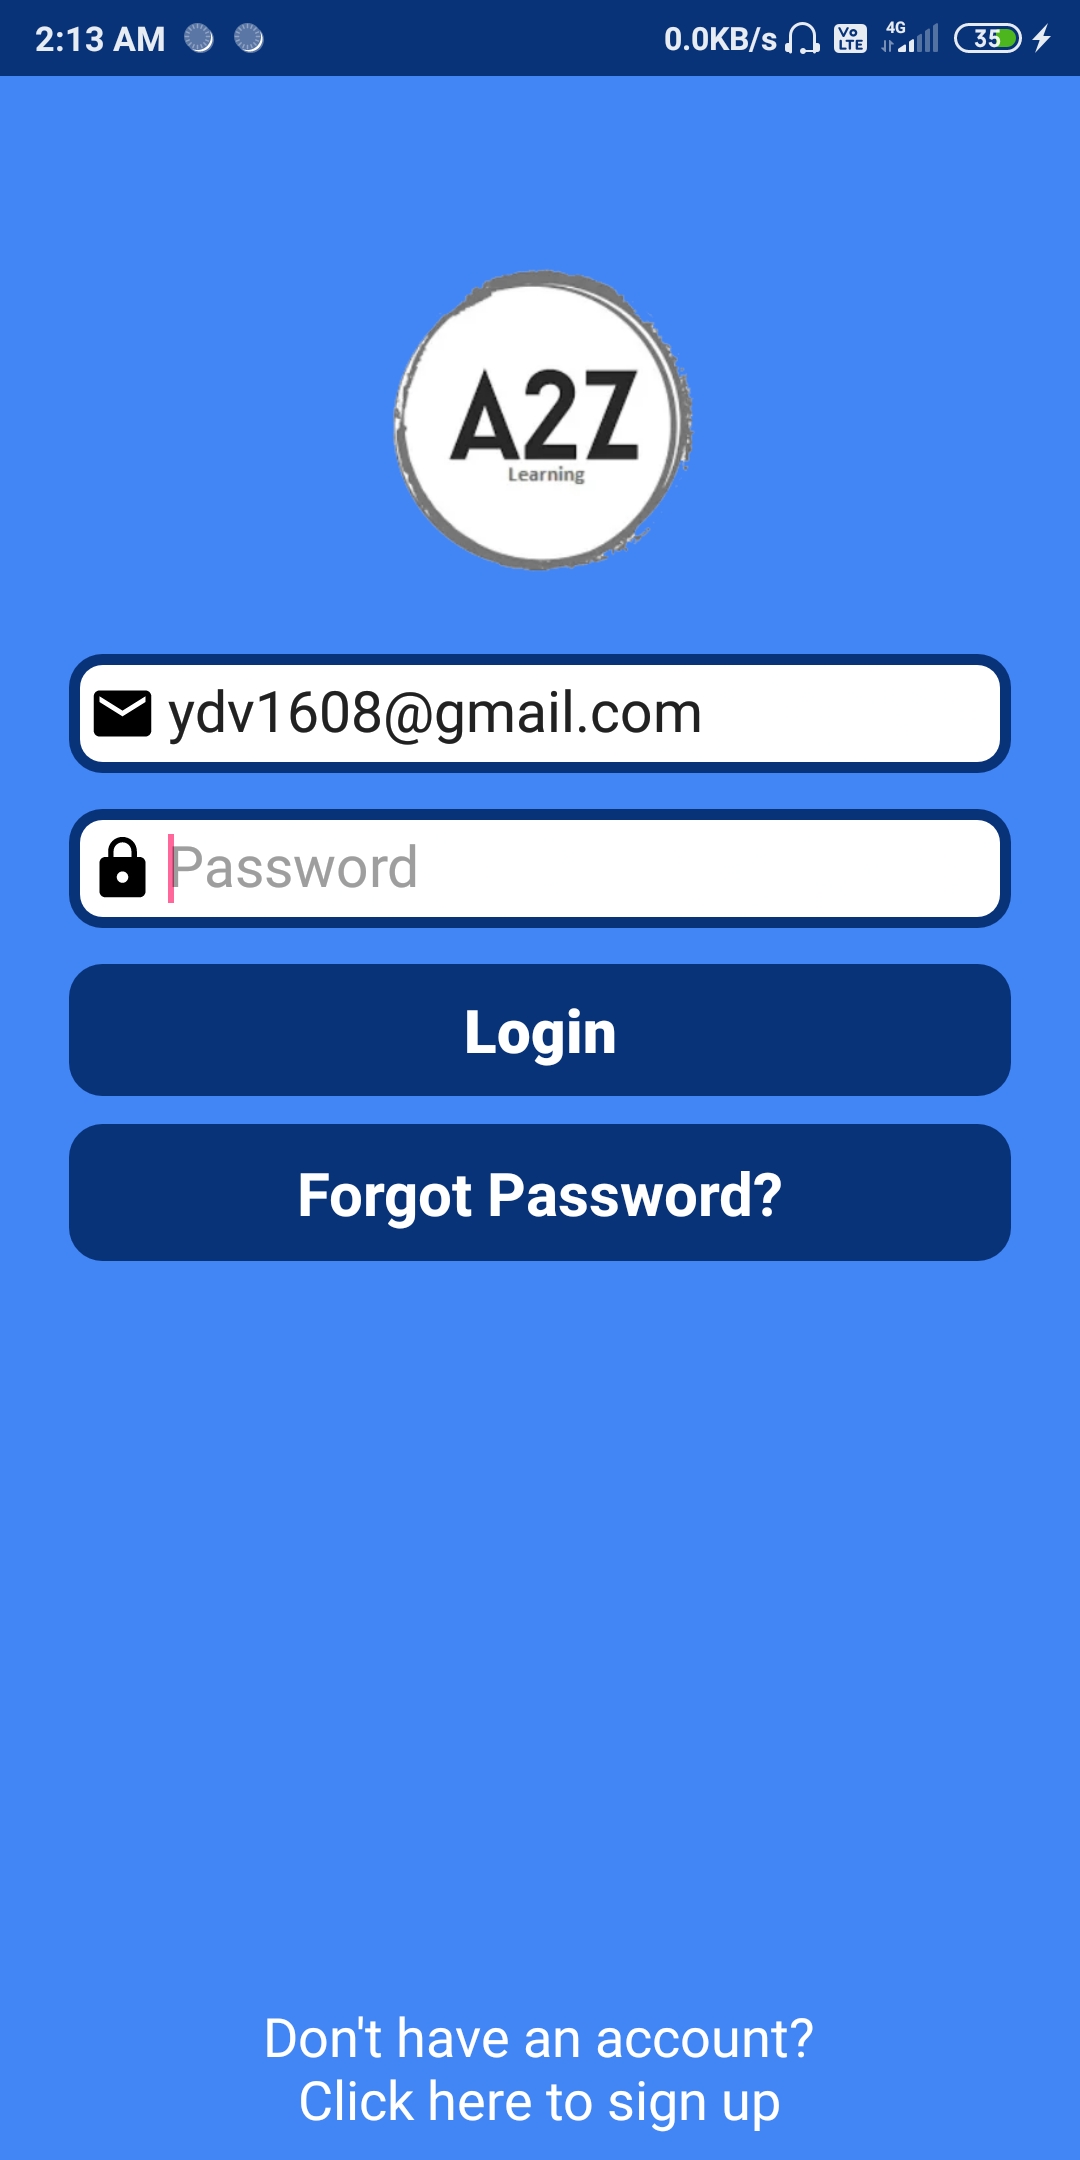 2:13 AM 0.0KB/s Vo LTE 4G 35
A2Z
Learning
ydv1608@gmail.com
Password
Login
Forgot Password?
Don't have an account?
Click here to sign up